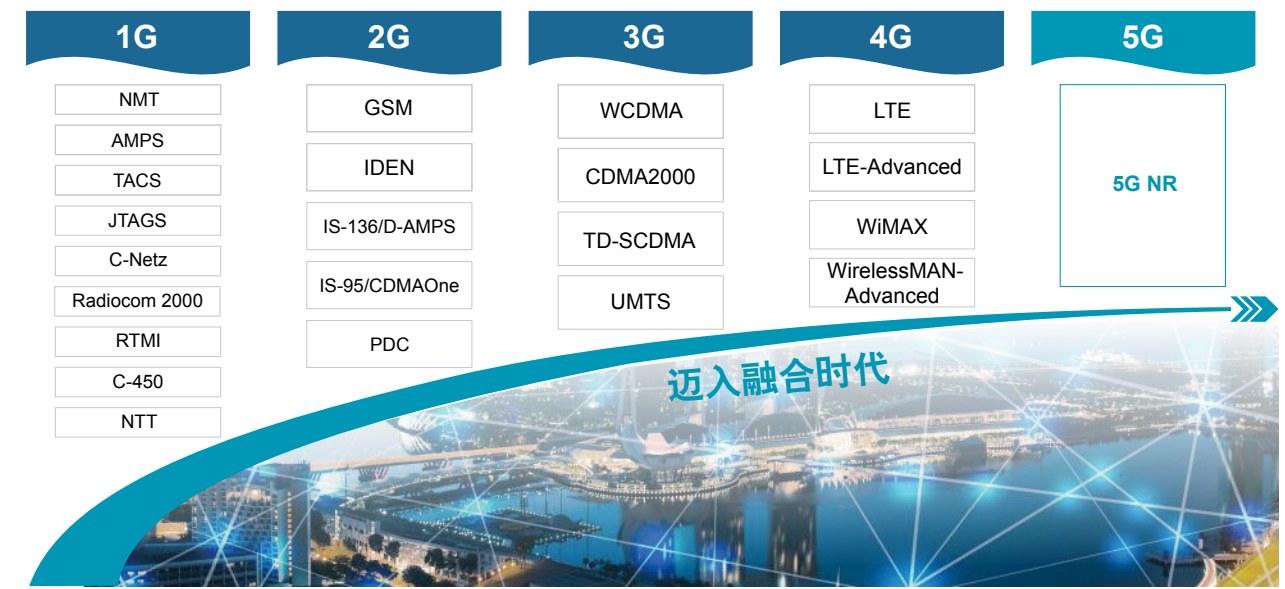 1G
NMT
AMPS
TACS
JTAGS
C-Netz
Radiocom 2000
RTMI
C-450
NTT
2G
GSM
IDEN
IS-136/D-AMPS
IS-95/CDMAOne
PDC
3G
WCDMA
CDMA2000
TD-SCDMA
UMTS
4G
LTE
LTE-Advanced
WiMAX
WirelessMAN-
Advanced
5G
5G NR
迈入融合时代